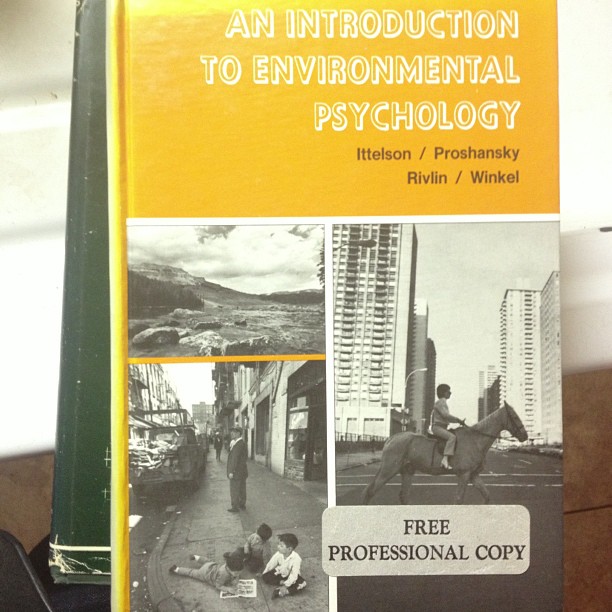 AN INTRODUCTION
TO ENVIRONMENTAL
PSYCHOLOGY
Ittelson / Proshansky
Rivlin / Winkel
FREE
PROFESSIONAL COPY